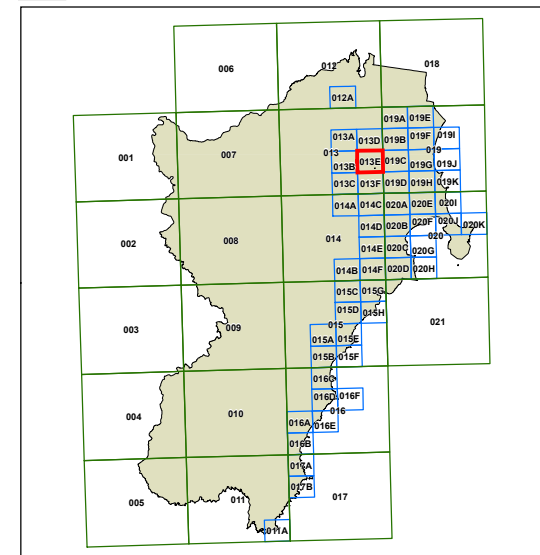 006 012 018
012A
019A 019E
001 007 013A 013D 019B 019F 019I
013 019
013B 013E 019C 019G 019J
013C 013F 019D 019H 019K
014A 014C 020A 020E 020I
002 008 014 014D 020B 020F 020J 020K
020
014E 020C 020G
014B 014F 020D 020H
015C 015G
003 009 015D 015H 021
015
015A 015E
015B 015F
016C
004 010 016D 016F
016
016A 016E
016B
017A
005 011 017B 017
011A